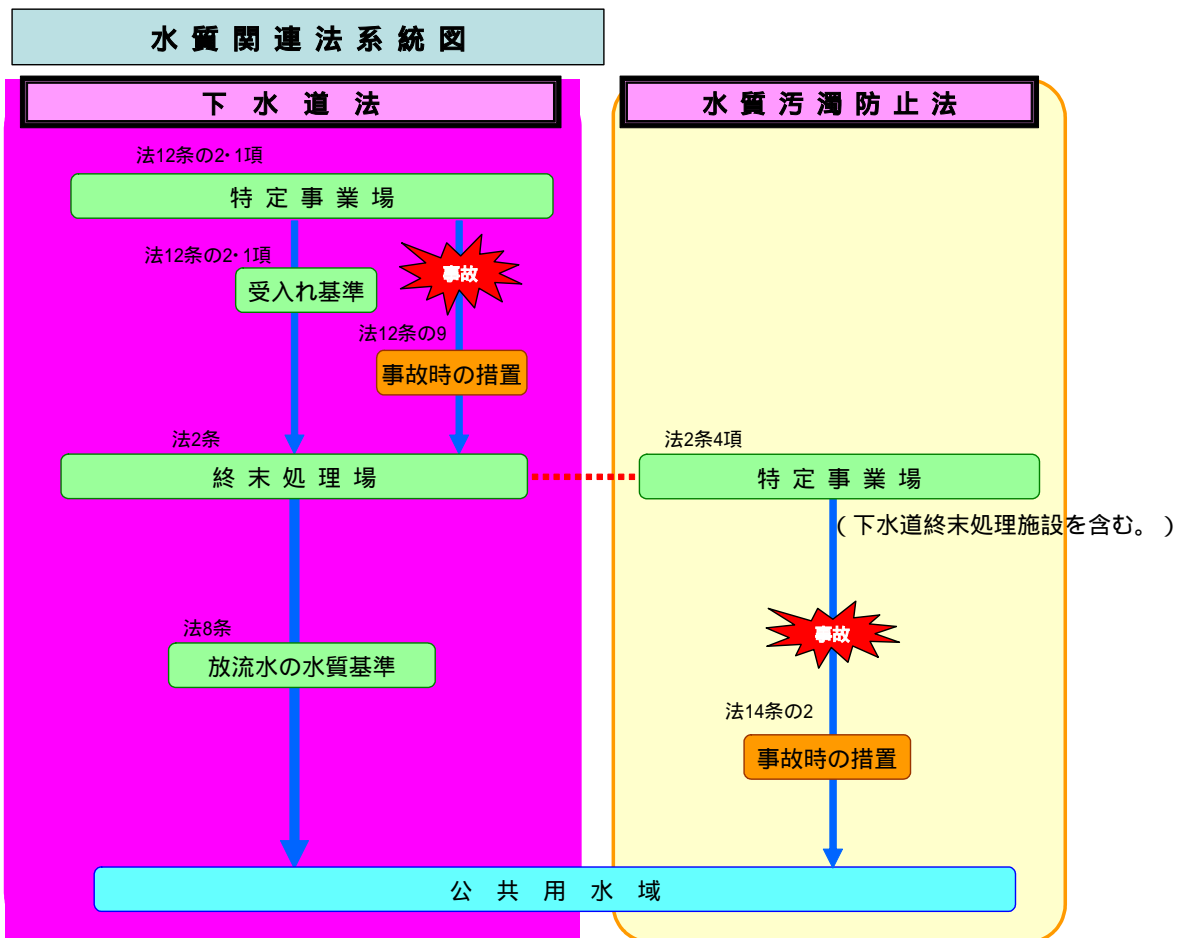 水質関連法系統図
下水道法
水質汚濁防止法
法12条の2・1項
特定事業場
法12条の2・1項
受入れ基準
事故
法12条の9
事故時の措置
法2条
終末処理場
法2条4項
特定事業場
(下水道終末処理施設を含む。)
法8条
放流水の水質基準
事故
法14条の2
事故時の措置
公共用水域